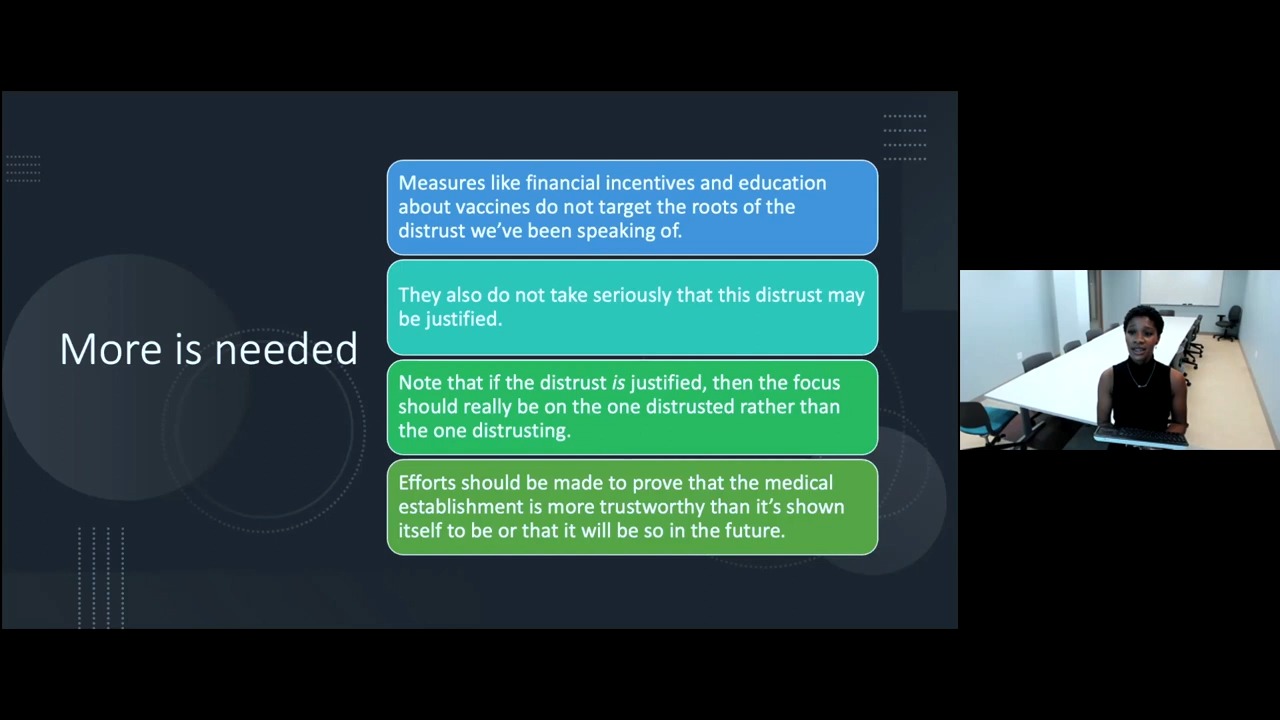 More is needed
Measures like financial incentives and education
about vaccines do not target the roots of the
distrust we’ve been speaking of.
They also do not take seriously that this distrust may
be justified.
Note that if the distrust is justified, then the focus
should really be on the one distrusted rather than
the one distrusting.
Efforts should be made to prove that the medical
establishment is more trustworthy than it’s shown
itself to be or that it will be so in the future.